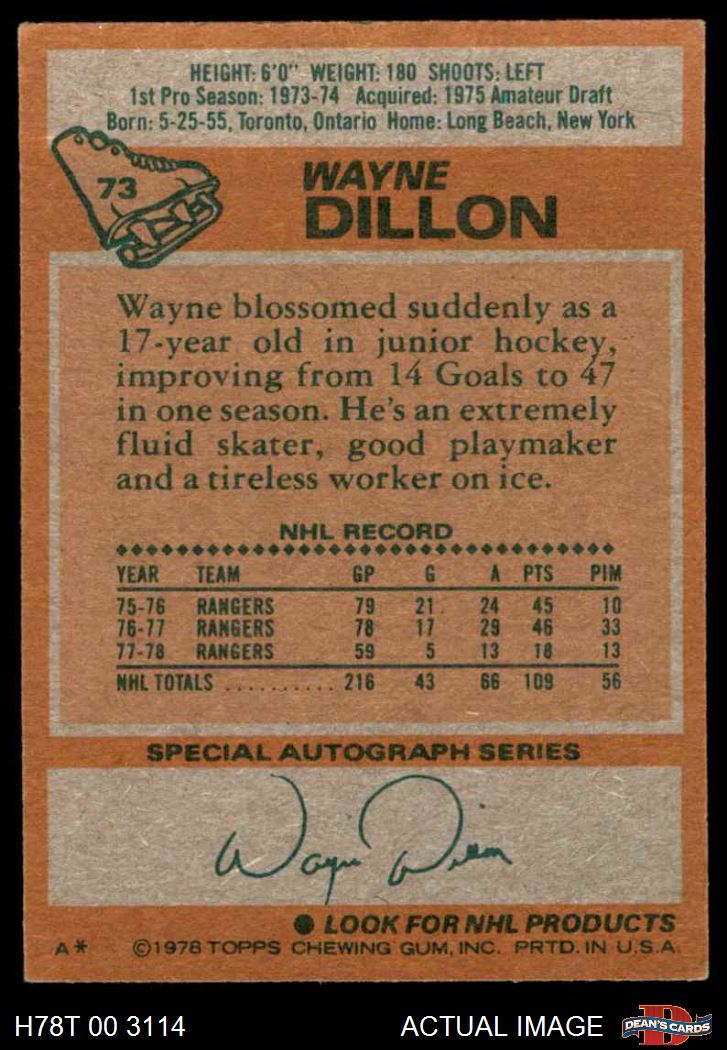 HEIGHT: 6'0" WEIGHT: 180 SHOOTS: LEFT
1st Pro Season: 1973-74 Acquired: 1975 Amateur Draft
Born: 5-25-55, Toronto, Ontario Home: Long Beach, New York
73
WAYNE
DILLON
Wayne blossomed suddenly as a
17-year old in junior hockey,
improving from 14 Goals to 47
in one season. He's an extremely
fluid skater, good playmaker
and a tireless worker on ice.
NHL RECORD
YEAR TEAM GP G A PTS PIM
75-76 RANGERS 79 21 24 45 10
76-77 RANGERS 78 17 29 46 33
77-78 RANGERS 59 5 13 18 13
NHL TOTALS .......... 216 43 66 109 56
SPECIAL AUTOGRAPH SERIES
Wayne Dillon
● LOOK FOR NHL PRODUCTS
A* ©1978 TOPPS CHEWING GUM, INC. PRTD. IN U.S.A.
H78T 00 3114 ACTUAL IMAGE D DEAN'S CARDS